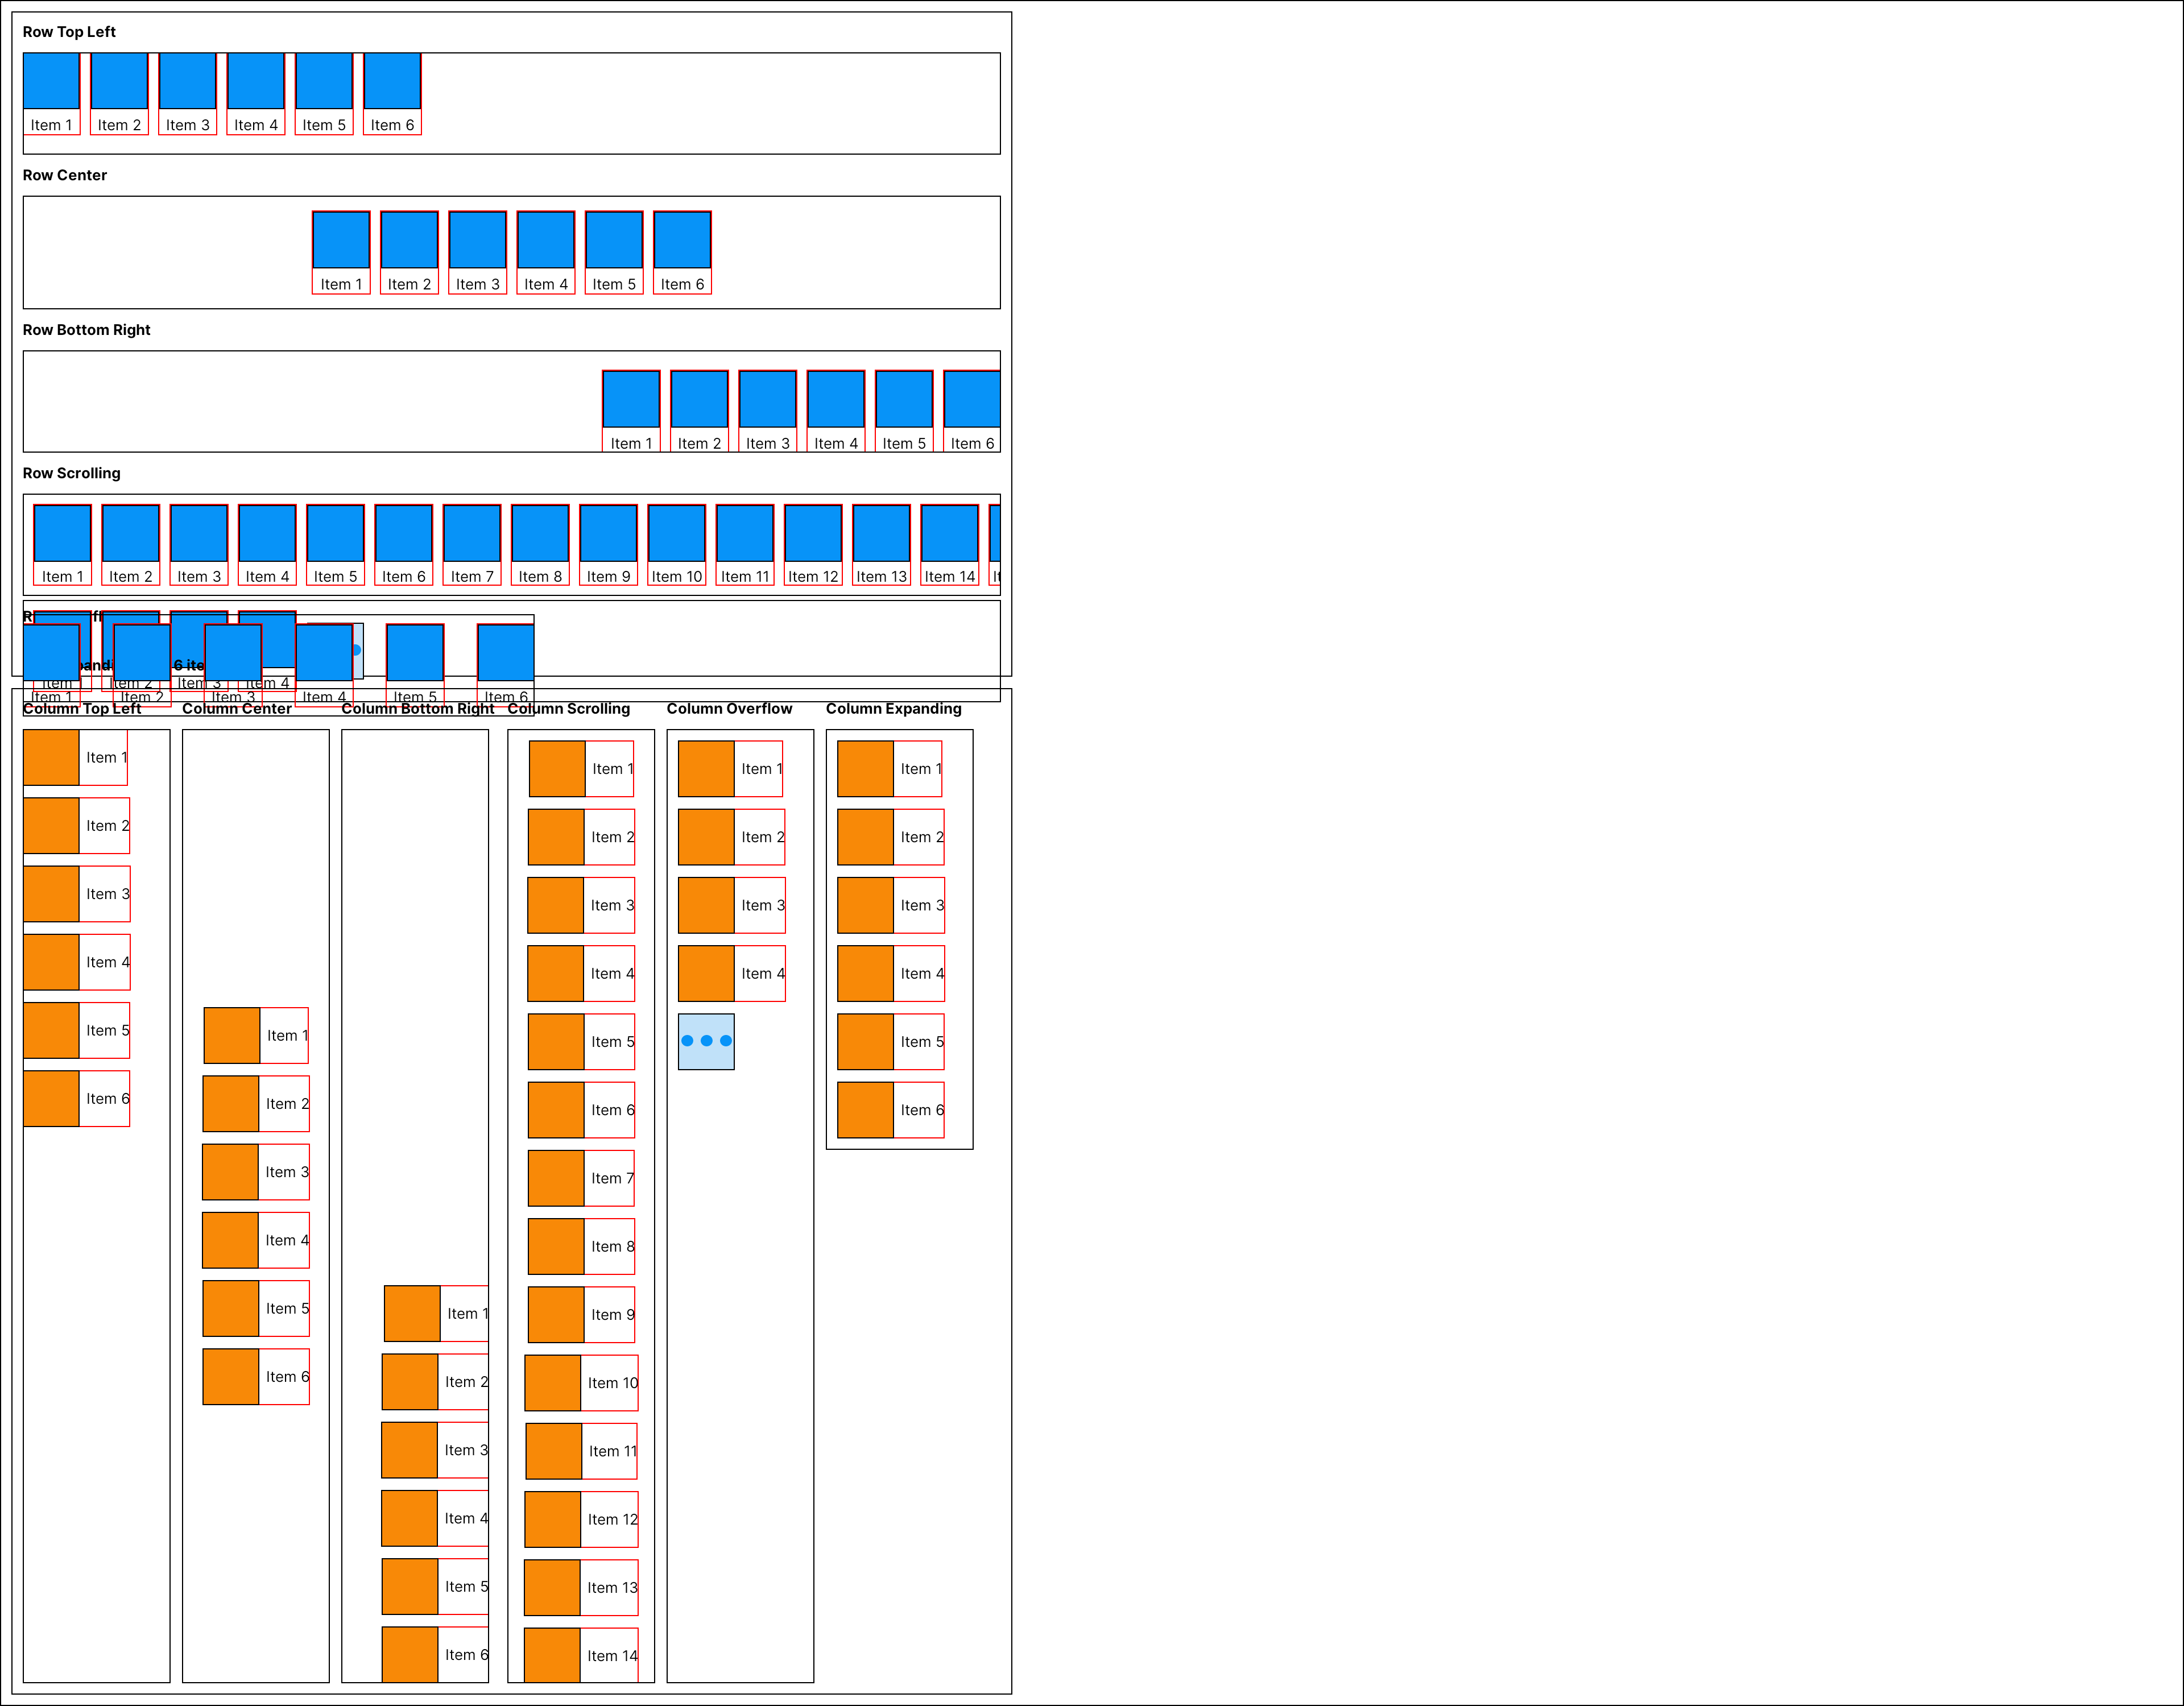 Row Top Left
Item 1 Item 2 Item 3 Item 4 Item 5 Item 6
Row Center
Item 1 Item 2 Item 3 Item 4 Item 5 Item 6
Row Bottom Right
Item 1 Item 2 Item 3 Item 4 Item 5 Item 6
Row Scrolling
Item 1 Item 2 Item 3 Item 4 Item 5 Item 6 Item 7 Item 8 Item 9 Item 10 Item 11 Item 12 Item 13 Item 14
6
Item Item 2 Item 3 Item 4
Item 1 Item 2 Item 3 Item 4 Item 5 Item 6
Column Top Left
Item 1
Item 2
Item 3
Item 4
Item 5
Item 6
Column Center
Item 1
Item 2
Item 3
Item 4
Item 5
Item 6
Column Bottom Right
Item 1
Item 2
Item 3
Item 4
Item 5
Item 6
Column Scrolling
Item 1
Item 2
Item 3
Item 4
Item 5
Item 6
Item 7
Item 8
Item 9
Item 10
Item 11
Item 12
Item 13
Item 14
Column Overflow
Item 1
Item 2
Item 3
Item 4
Column Expanding
Item 1
Item 2
Item 3
Item 4
Item 5
Item 6